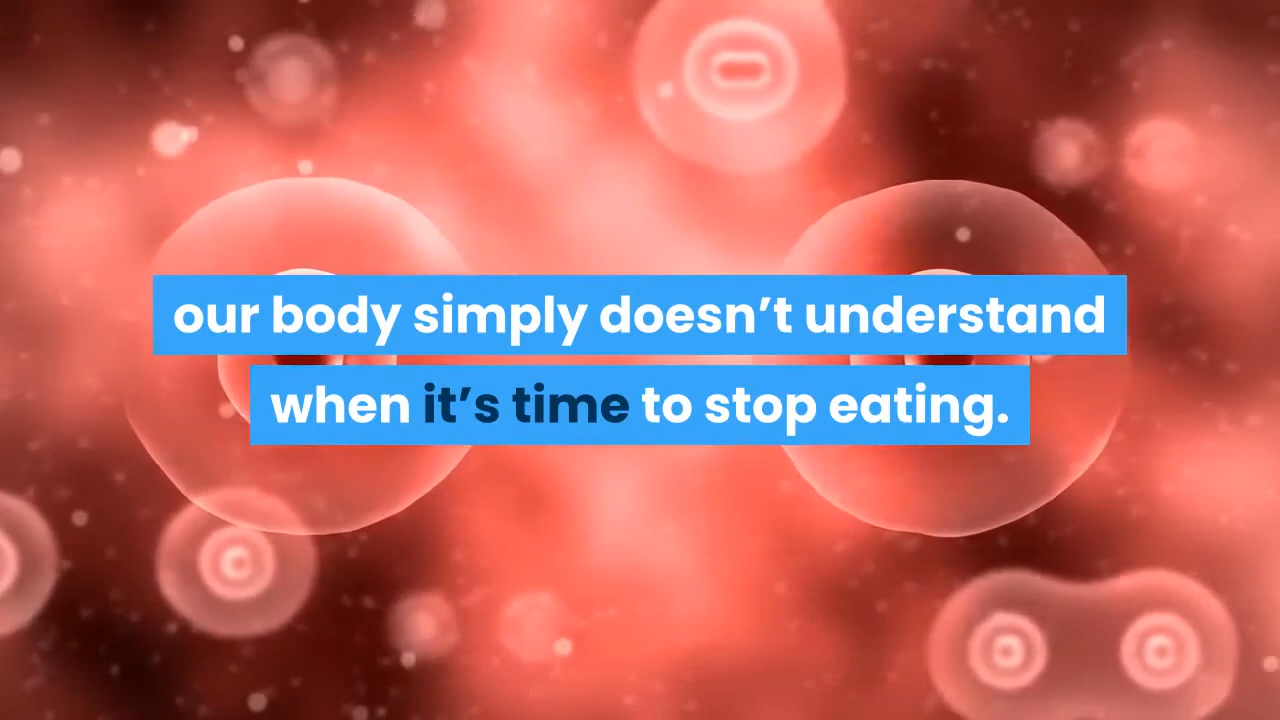 our body simply doesn’t understand
when it’s time to stop eating.